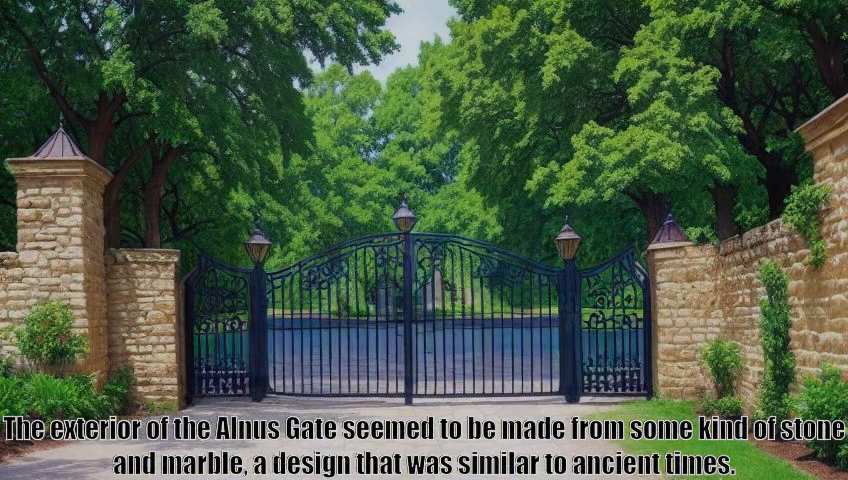 The exterior of the Alnus Gate seemed to be made from some kind of stone
and marble, a design that was similar to ancient times.